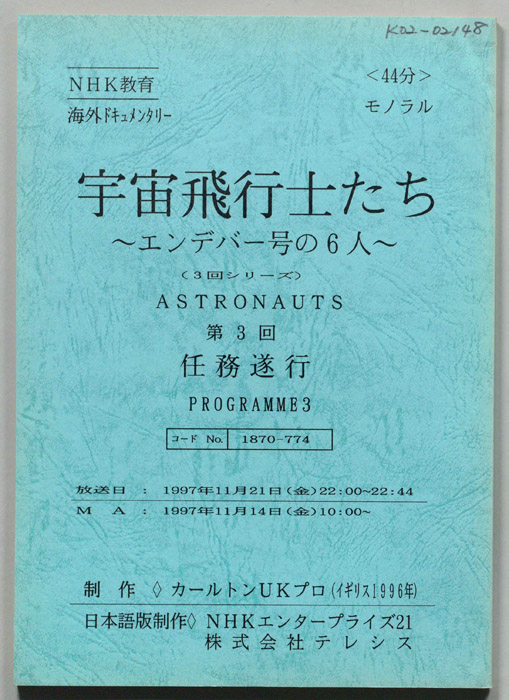 K02-02148
NHK教育
<44分>
海外ドキュメンタリー
モノラル
宇宙飛行士たち
～エンデバー号の6人～
(3回シリーズ)
ASTRONAUTS
第3回
任務遂行
PROGRAMME3
コード No. 1870-774
放送日 : 1997年11月21日(金)22:00~22:44
M A : 1997年11月14日(金)10:00~
制作◇カールトンUKプロ(イギリス1996年)
日本語版制作◇NHKエンタープライズ21
株式会社テレシス